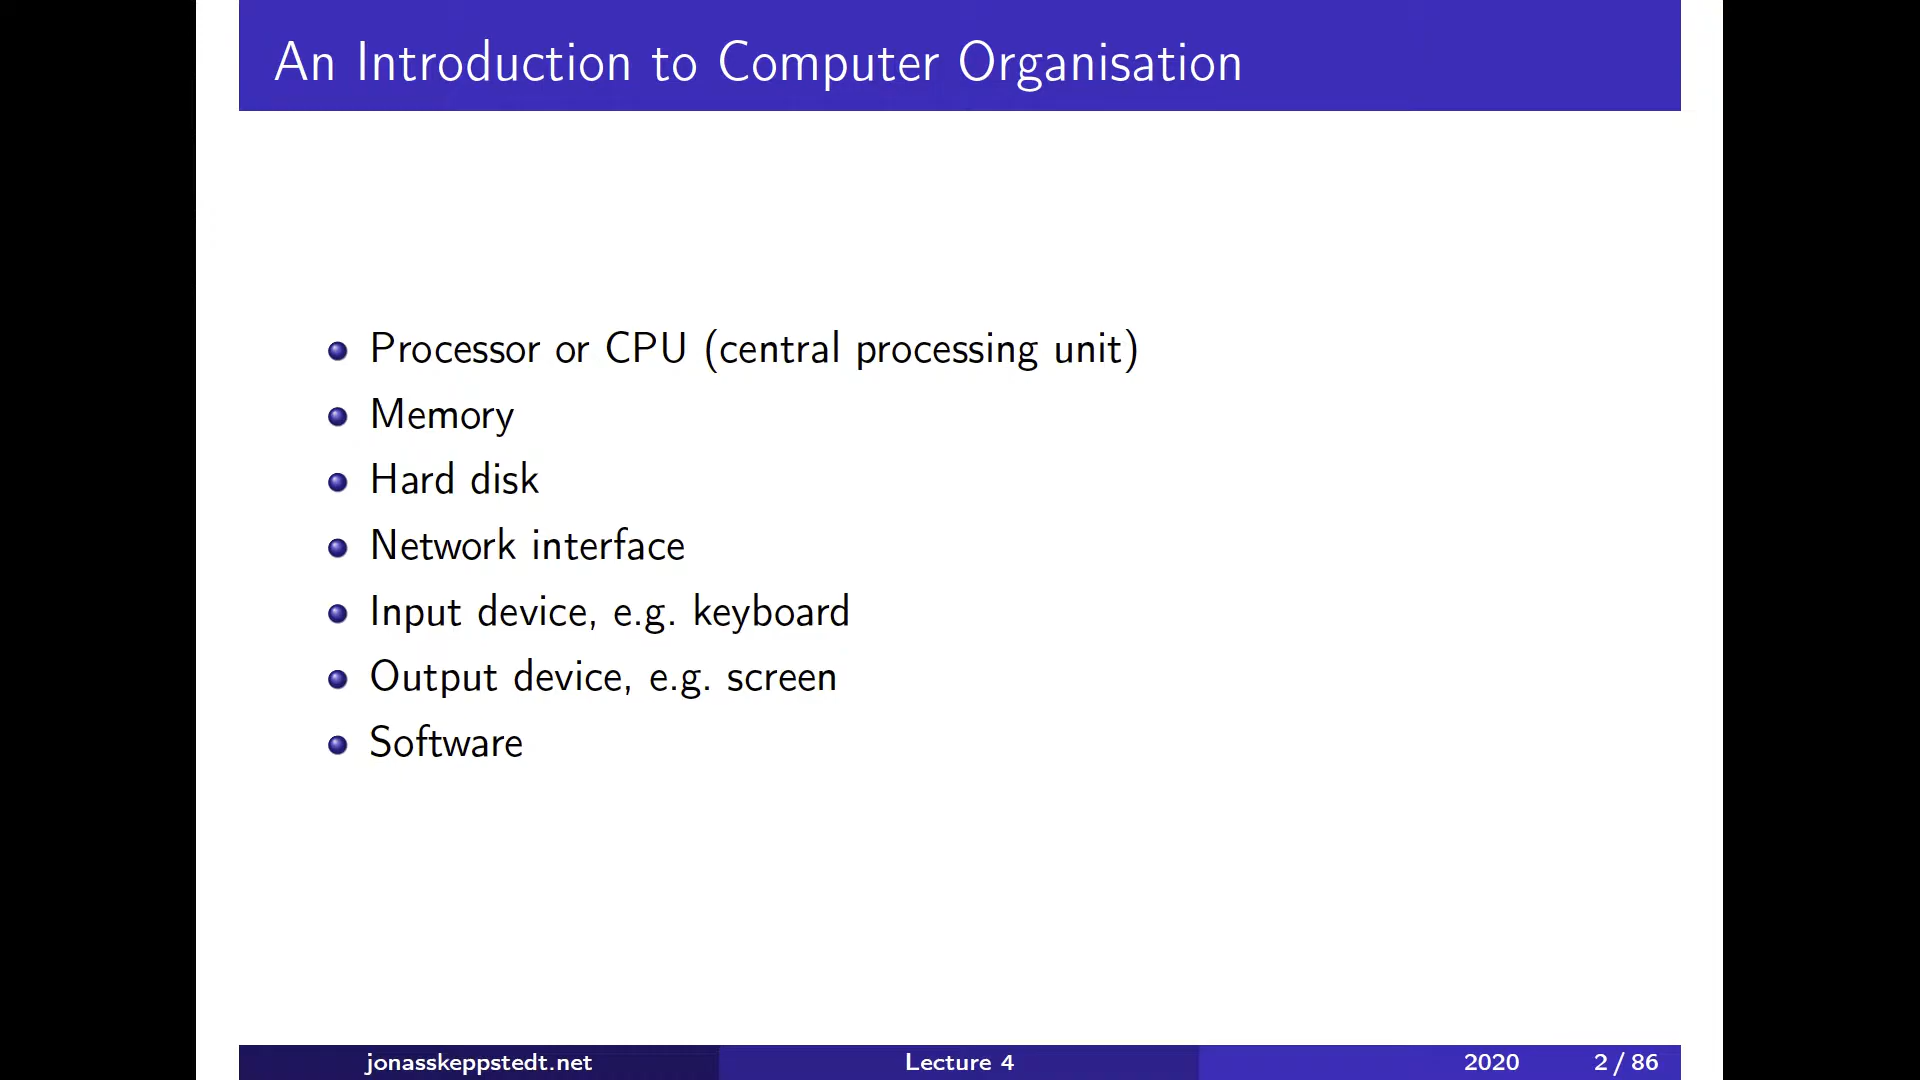 An Introduction to Computer Organisation
Processor or CPU (central processing unit)
Memory
Hard disk
Network interface
Input device, e.g. keyboard
Output device, e.g. screen
Software
jonasskeppstedt.net Lecture 4 2020 2 / 86